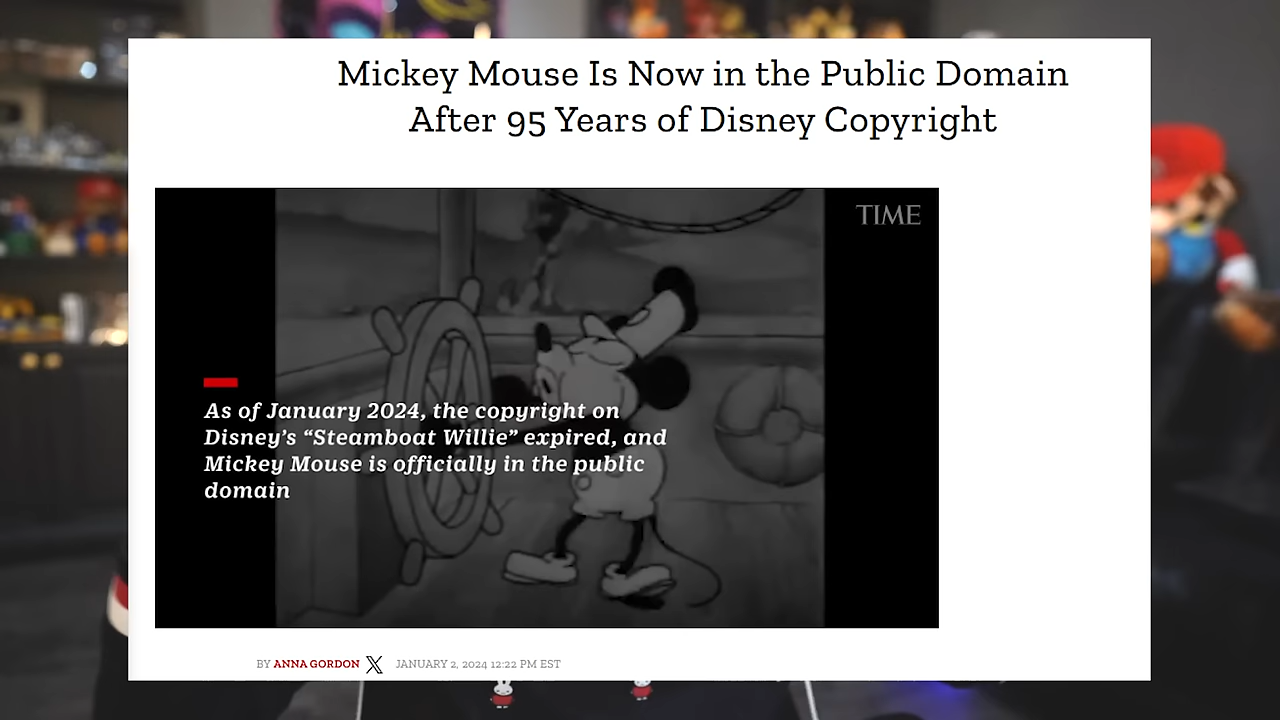 Mickey Mouse Is Now in the Public Domain
After 95 Years of Disney Copyright
TIME
As of January 2024, the copyright on
Disney’s “Steamboat Willie” expired, and
Mickey Mouse is officially in the public
domain
BY ANNA GORDON X JANUARY 2, 2024 12:22 PM EST